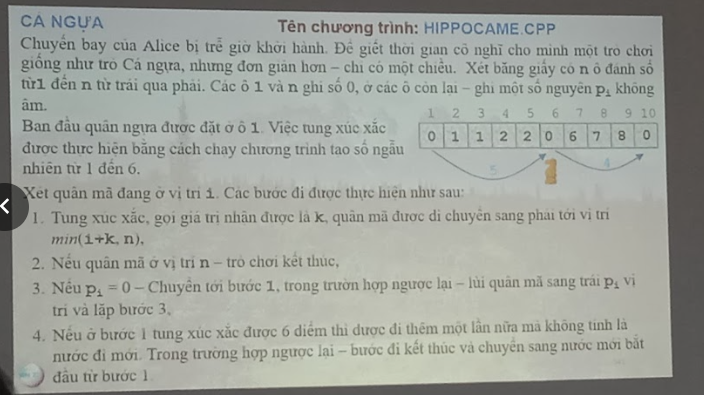 CÁ NGỰA
Tên chương trình: HIPPOCAME.CPP
Chuyến bay của Alice bị trễ giờ khởi hành. Để giết thời gian cô nghĩ cho mình một trò chơi
giống như trò Cá ngựa, nhưng đơn giản hơn – chỉ có một chiều. Xét băng giấy có n ô đánh số
từ 1 đến n từ trái qua phải. Các ô 1 và n ghi số 0, ở các ô còn lại – ghi một số nguyên pᵢ không
âm.
1 2 3 4 5 6 7 8 9 10
0 1 1 2 2 0 6 7 8 0
5 4
Ban đầu quân ngựa được đặt ở ô 1. Việc tung xúc xắc
được thực hiện bằng cách chạy chương trình tạo số ngẫu
nhiên từ 1 đến 6.
Xét quân mã đang ở vị trí i. Các bước đi được thực hiện như sau:
1. Tung xúc xắc, gọi giá trị nhận được là k, quân mã được di chuyển sang phải tới vị trí
min(i+k, n),
2. Nếu quân mã ở vị trí n – trò chơi kết thúc,
3. Nếu pᵢ = 0 – Chuyển tới bước 1, trong trườn hợp ngược lại – lùi quân mã sang trái pᵢ vị
trí và lặp bước 3,
4. Nếu ở bước 1 tung xúc xắc được 6 điểm thì được đi thêm một lần nữa mà không tính là
nước đi mới. Trong trường hợp ngược lại – bước đi kết thúc và chuyển sang nước mới bắt
đầu từ bước 1